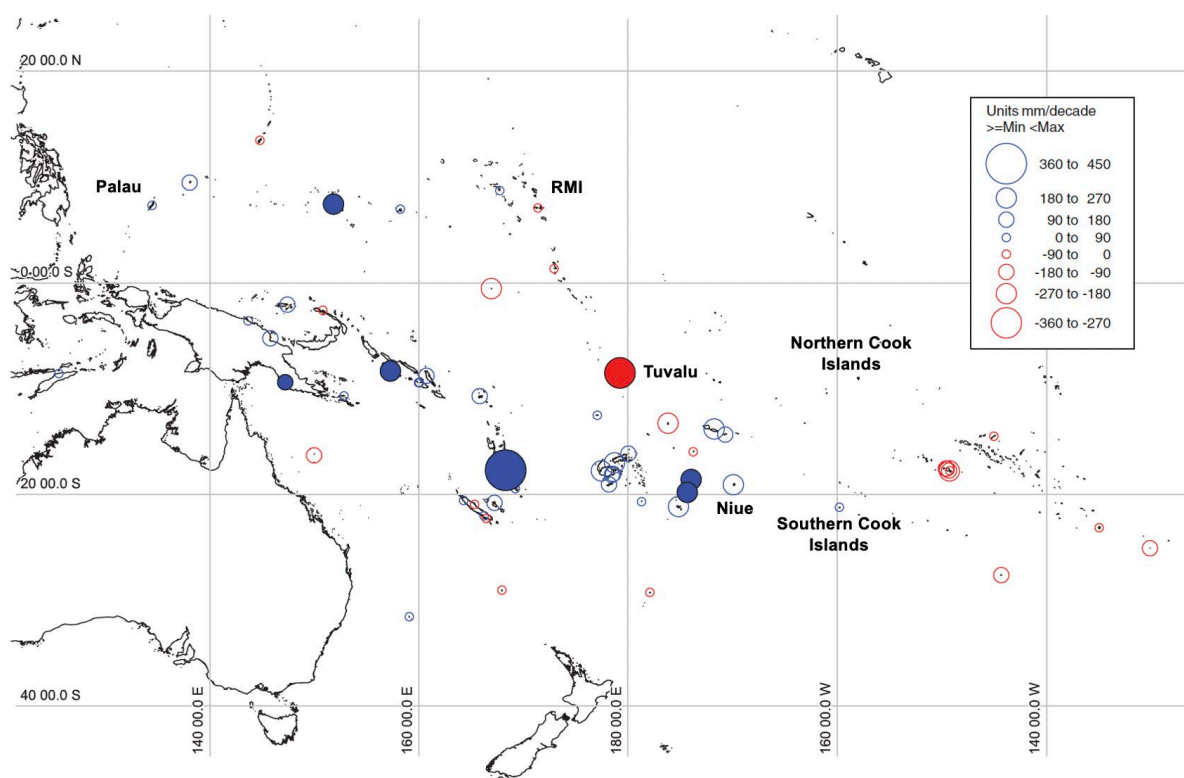 20 00.0 N
Units mm/decade
>=Min <Max
360 to 450
180 to 270
90 to 180
0 to 90
-90 to 0
-180 to -90
-270 to -180
-360 to -270
Palau
RMI
0 00.0 S
Northern Cook
Islands
Tuvalu
20 00.0 S
Niue
Southern Cook
Islands
40 00.0 S
140 00.0 E
160 00.0 E
180 00.0 E
160 00.0 W
140 00.0 W